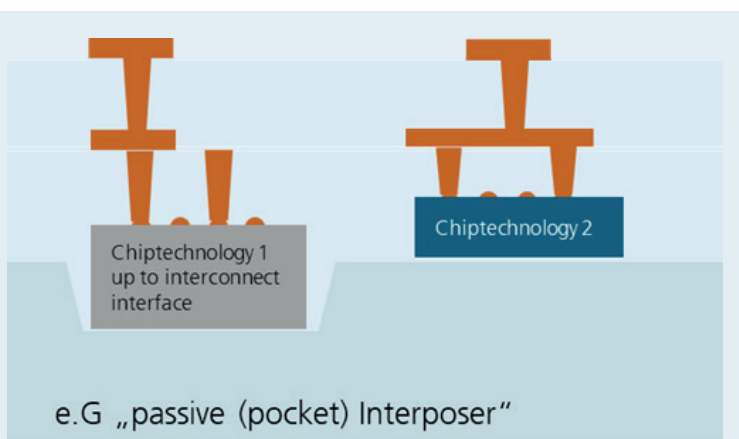 Chiptechnology 1
up to interconnect
interface
Chiptechnology 2
e.G „passive (pocket) Interposer“